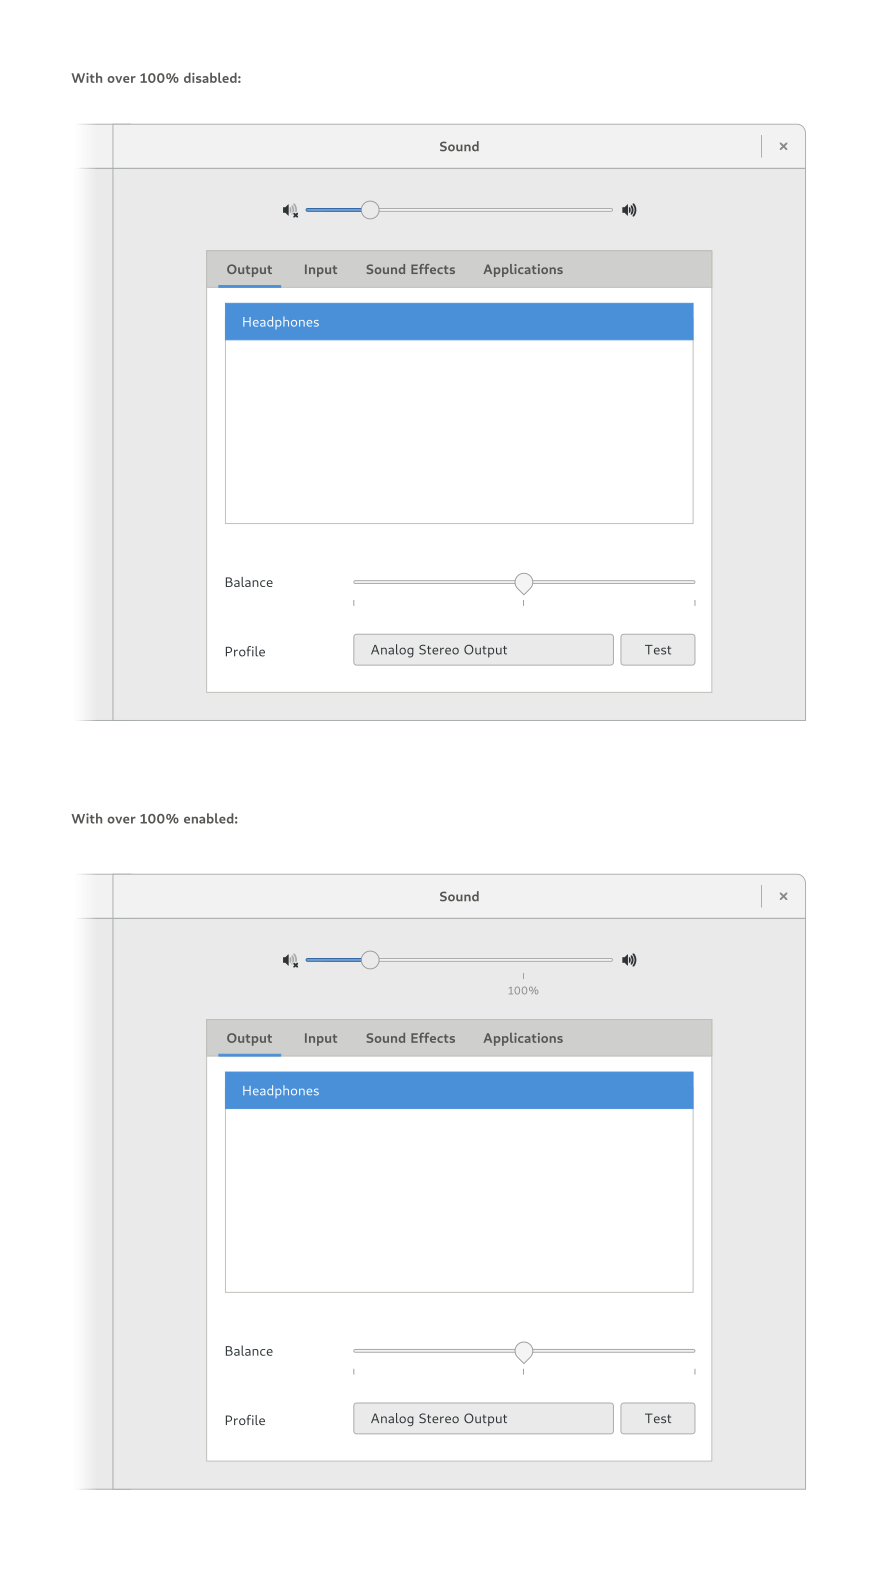 With over 100% disabled:
Sound
Output Input Sound Effects Applications
Headphones
Balance
Profile Analog Stereo Output Test
With over 100% enabled:
Sound
100%
Output Input Sound Effects Applications
Headphones
Balance
Profile Analog Stereo Output Test